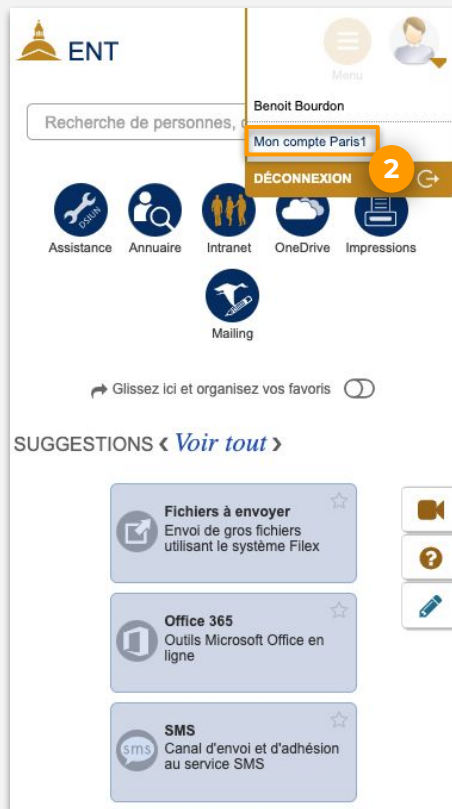 ENT
Menu
Benoit Bourdon
Recherche de personnes,
Mon compte Paris1
DÉCONNEXION
2
DSIUN
Assistance
Annuaire
Intranet
OneDrive
Impressions
Mailing
Glissez ici et organisez vos favoris
SUGGESTIONS ‹ Voir tout ›
Fichiers à envoyer
Envoi de gros fichiers
utilisant le système Filex
Office 365
Outils Microsoft Office en
ligne
sms
SMS
Canal d'envoi et d'adhésion
au service SMS